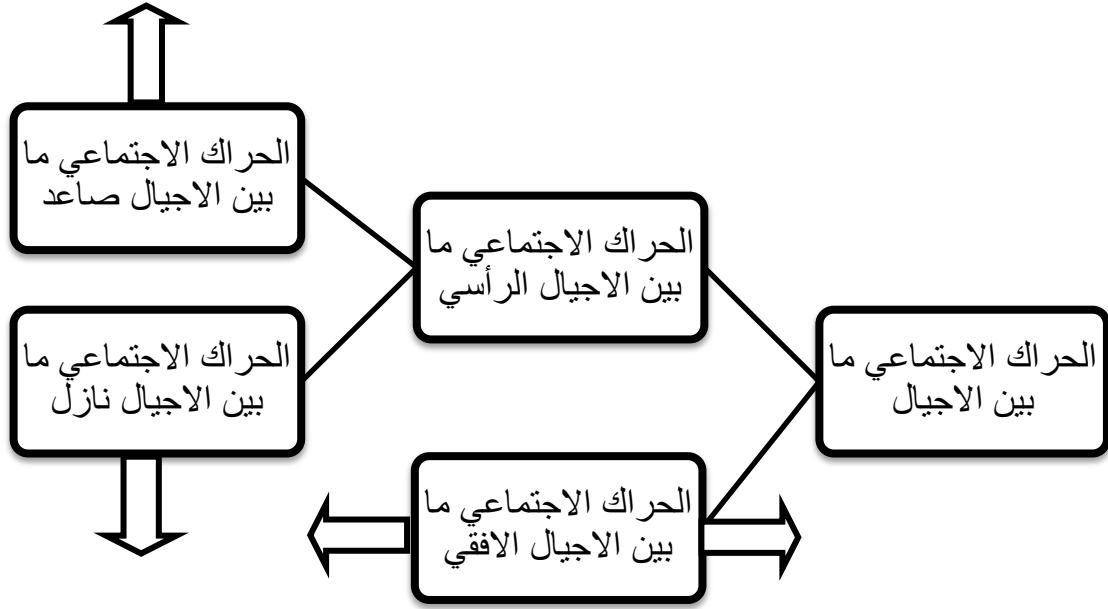 الحراك الاجتماعي ما
بين الاجيال
الحراك الاجتماعي ما
بين الاجيال الرأسي
الحراك الاجتماعي ما
بين الاجيال صاعد
الحراك الاجتماعي ما
بين الاجيال نازل
الحراك الاجتماعي ما
بين الاجيال الافقي